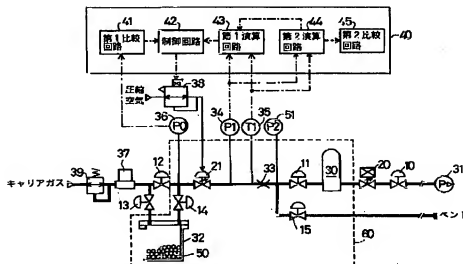 41 42 43 44 45
第1比較回路
制御回路
第1演算回路
第2演算回路
第2比較回路
40
圧縮空気
38
36 P0
34 P1
35 T1
51 P2
39 37 12 21 33 11 30 20 10
キャリアガス
31
13 14
15
ベント
32
50
60